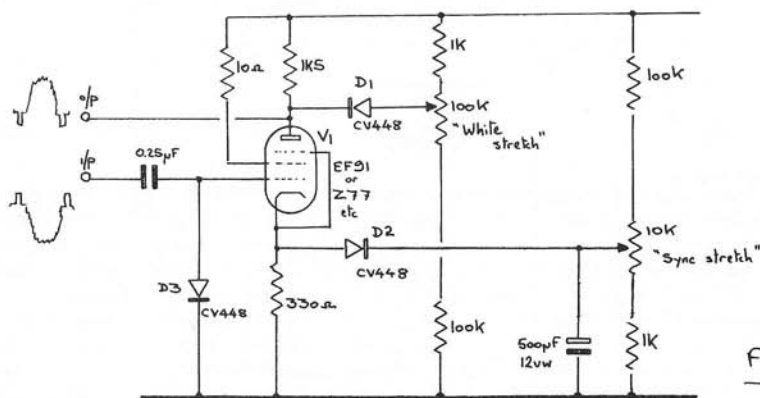 10Ω
1K5
1K
100K
D1
CV448
100K
"White
stretch"
O/P
V1
I/P
0.25µF
EF91
or
Z77
etc
D2
CV448
10K
"Sync stretch"
D3
CV448
330Ω
100K
500µF
12VW
1K
F